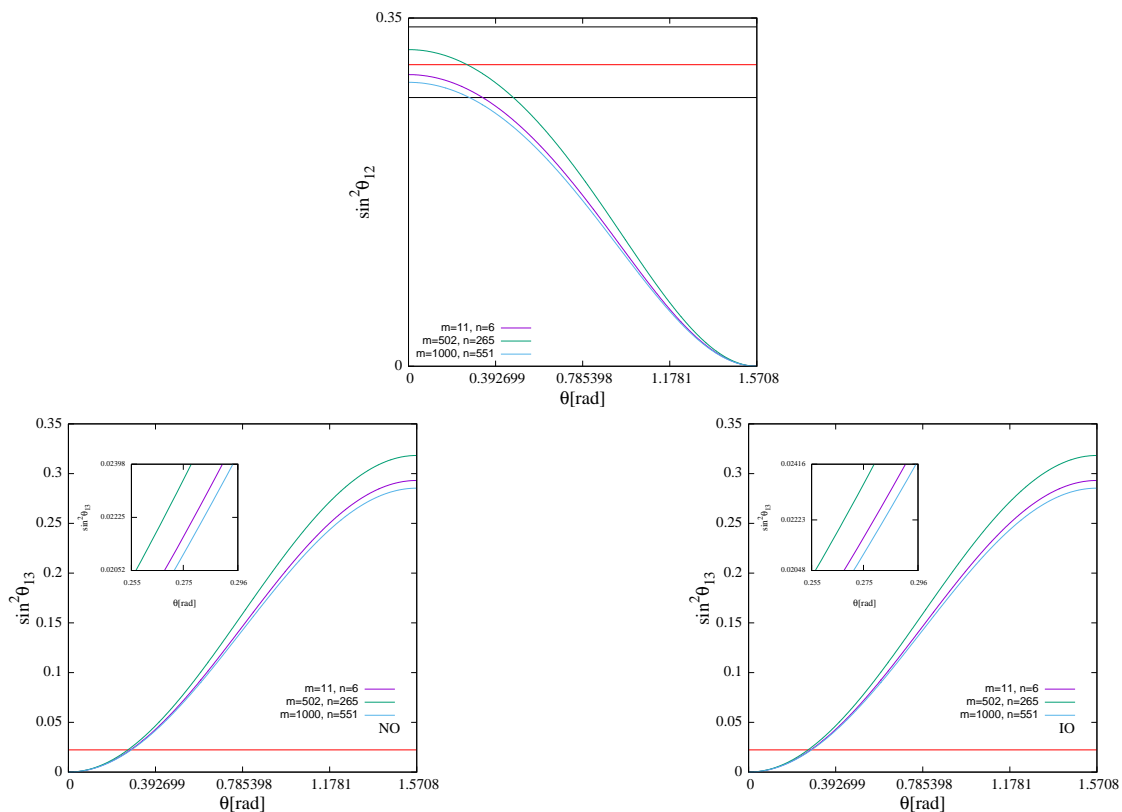 0.35
sin²θ₁₂
m=11, n=6
m=502, n=265
m=1000, n=551
0
0 0.392699 0.785398 1.1781 1.5708
θ[rad]
0.35
0.3
0.25
0.2
0.15
0.1
0.05
0
sin²θ₁₃
0.02398
0.02225
0.02052
sin²θ₁₃
0.255 0.275 0.296
θ[rad]
m=11, n=6
m=502, n=265
m=1000, n=551
NO
0 0.392699 0.785398 1.1781 1.5708
θ[rad]
0.35
0.3
0.25
0.2
0.15
0.1
0.05
0
sin²θ₁₃
0.02416
0.02223
0.02048
sin²θ₁₃
0.255 0.275 0.296
θ[rad]
m=11, n=6
m=502, n=265
m=1000, n=551
IO
0 0.392699 0.785398 1.1781 1.5708
θ[rad]